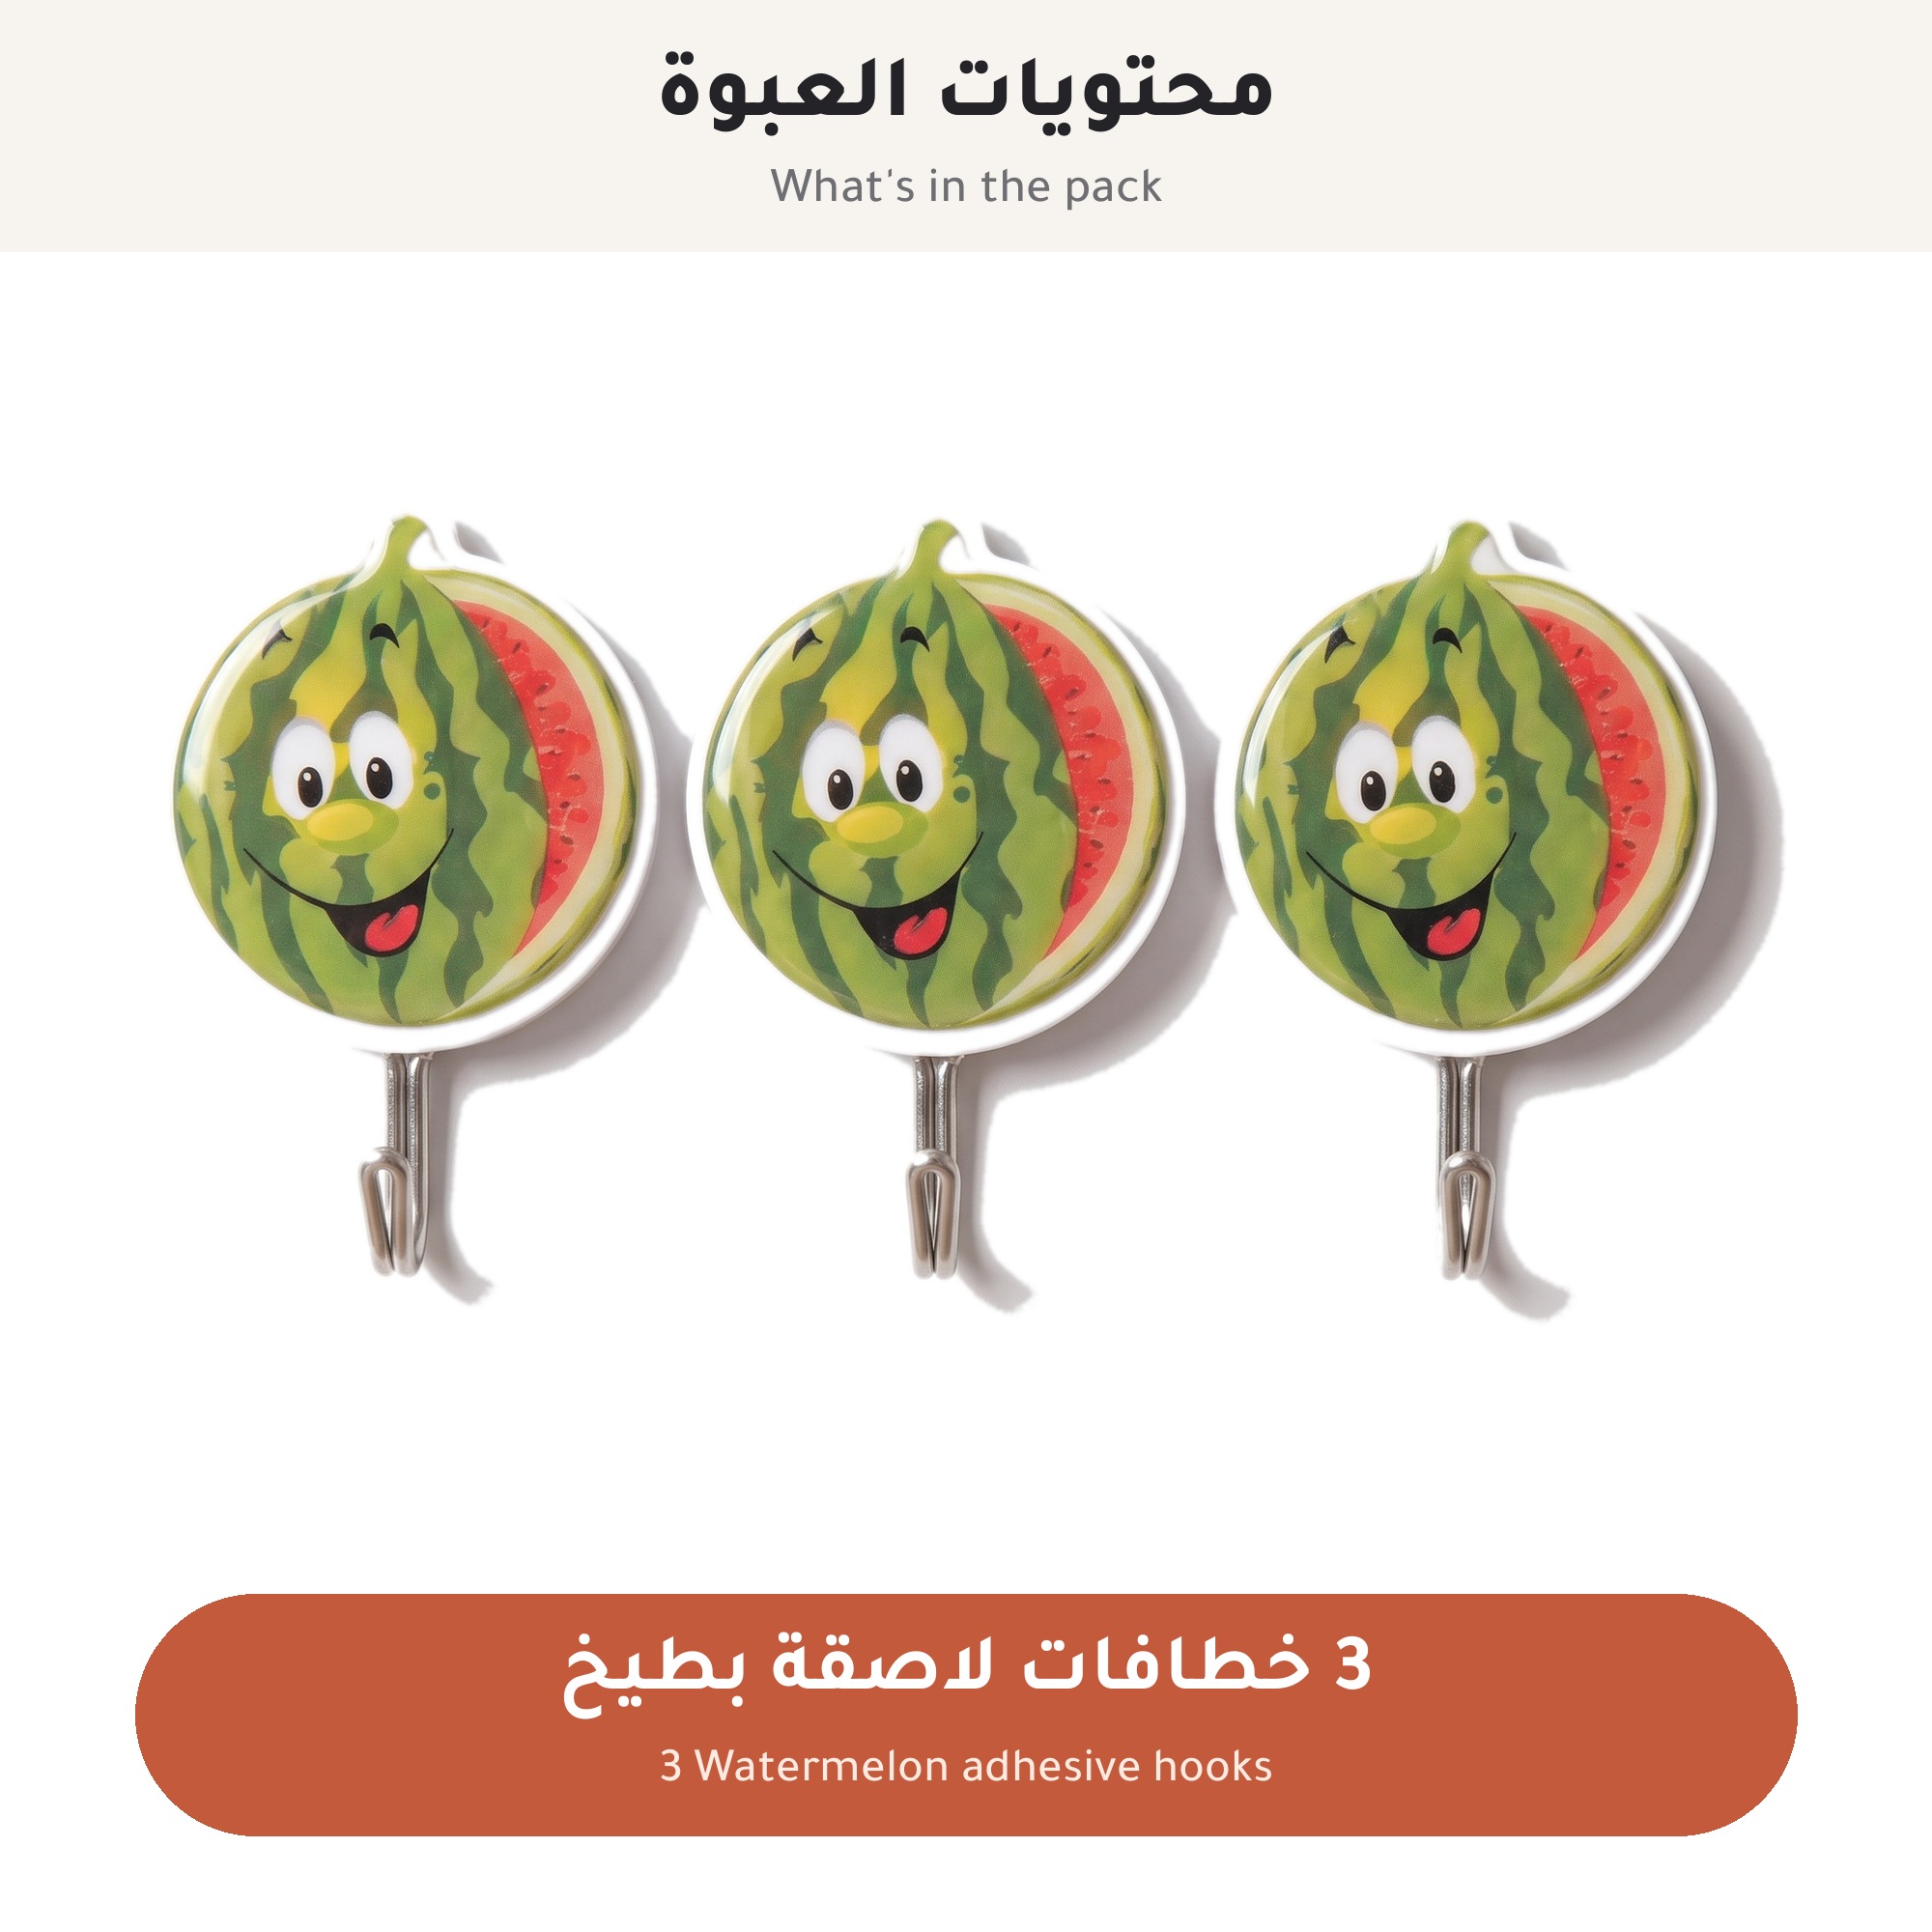 محتويات العبوة
What's in the pack
3 خطافات لاصقة بطيخ
3 Watermelon adhesive hooks